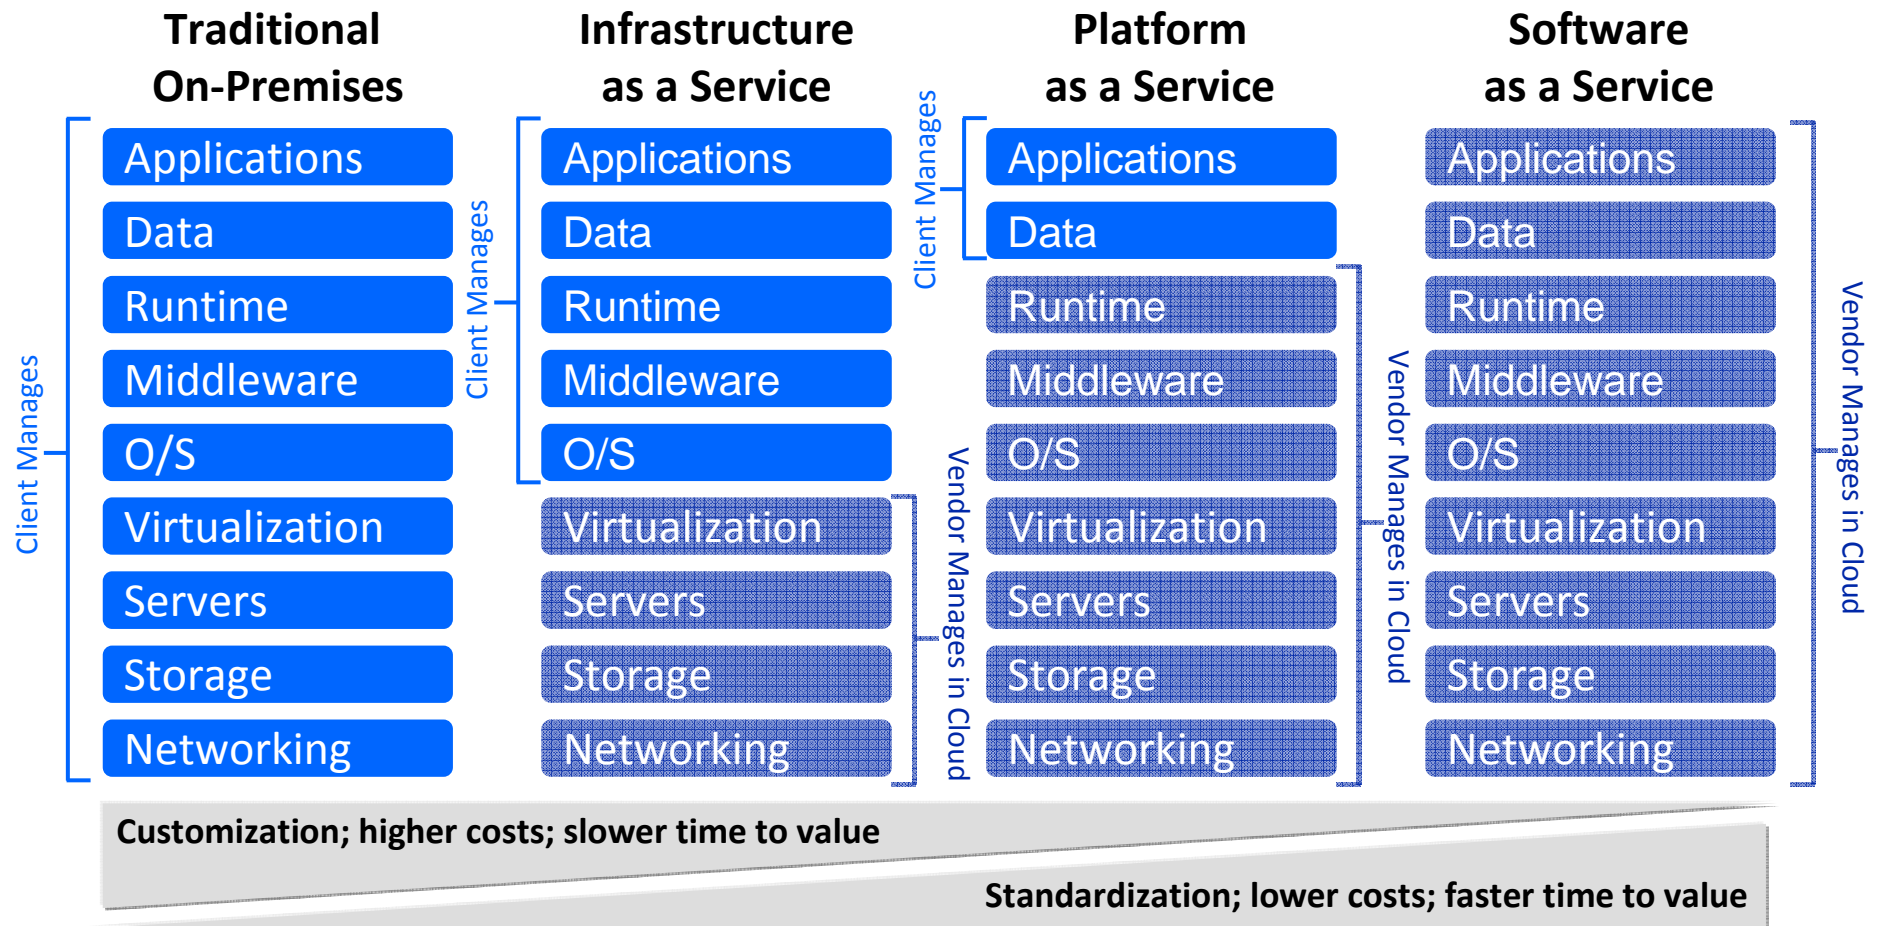 Traditional
On-Premises
Client Manages
Applications
Data
Runtime
Middleware
O/S
Virtualization
Servers
Storage
Networking
Infrastructure
as a Service
Client Manages
Applications
Data
Runtime
Middleware
O/S
Virtualization
Servers
Storage
Networking
Vendor Manages in Cloud
Platform
as a Service
Client Manages
Applications
Data
Runtime
Middleware
O/S
Virtualization
Servers
Storage
Networking
Vendor Manages in Cloud
Software
as a Service
Applications
Data
Runtime
Middleware
O/S
Virtualization
Servers
Storage
Networking
Vendor Manages in Cloud
Customization; higher costs; slower time to value
Standardization; lower costs; faster time to value